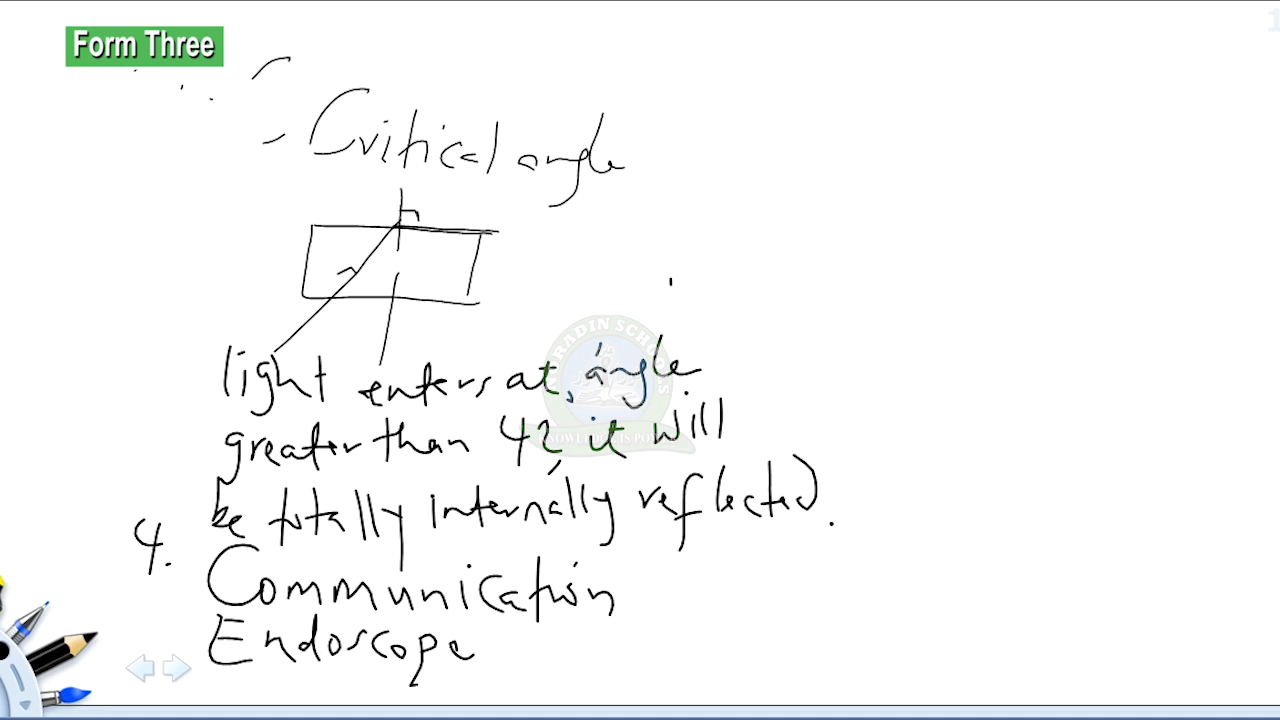 Form Three
Critical angle
light enters at angle
greater than 42, it will
be totally internally reflected.
4.
Communication
Endoscope